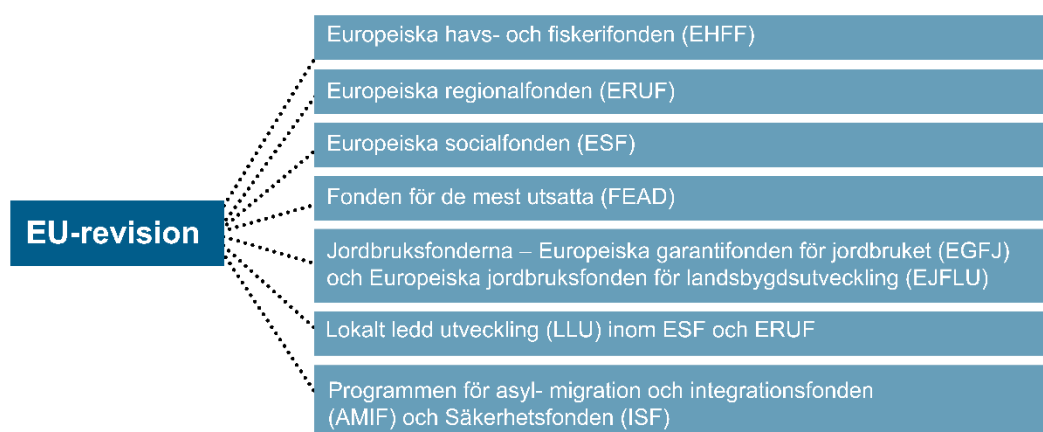 Europeiska havs- och fiskerifonden (EHFF)
Europeiska regionalfonden (ERUF)
Europeiska socialfonden (ESF)
Fonden för de mest utsatta (FEAD)
EU-revision
Jordbruksfonderna – Europeiska garantifonden för jordbruket (EGFJ)
och Europeiska jordbruksfonden för landsbygdsutveckling (EJFLU)
Lokalt ledd utveckling (LLU) inom ESF och ERUF
Programmen för asyl- migration och integrationsfonden
(AMIF) och Säkerhetsfonden (ISF)